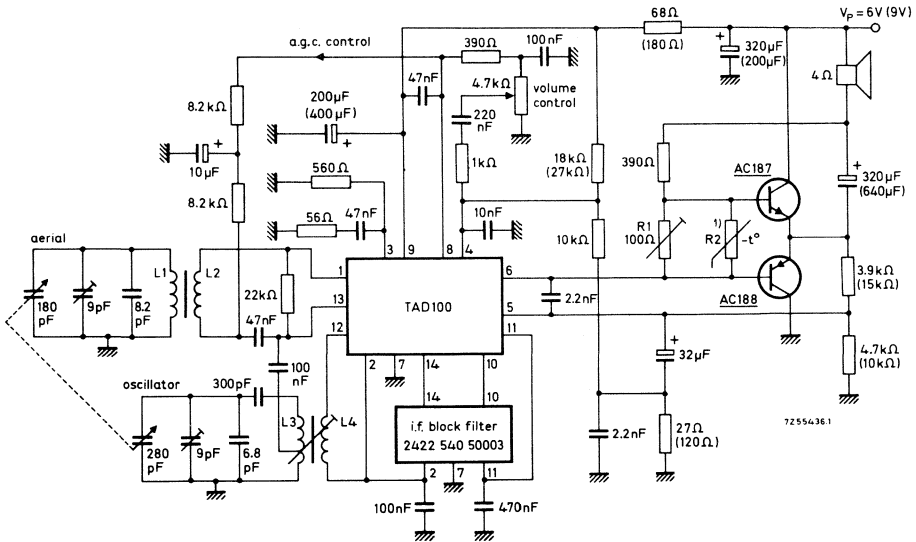 68Ω
(180Ω)
V_P = 6V (9V)
+
320µF
(200µF)
4Ω
a.g.c. control
390Ω
100nF
8.2kΩ
47nF
4.7kΩ
volume
control
200µF
(400µF)
+
220
nF
+
10µF
560Ω
1kΩ
18kΩ
(27kΩ)
390Ω
AC187
+
320µF
(640µF)
8.2kΩ
56Ω
47nF
10nF
10kΩ
R1
100Ω
1)
R2
-t°
aerial
L1
L2
3
9
8
4
180
pF
9pF
8.2
pF
22kΩ
1
13
12
TAD100
6
5
11
2.2nF
AC188
3.9kΩ
(15kΩ)
47nF
100
nF
2
7
14
10
+
32µF
4.7kΩ
(10kΩ)
oscillator
300pF
L3
L4
14
10
i.f. block filter
2422 540 50003
280
pF
9pF
6.8
pF
2
7
11
2.2nF
27Ω
(120Ω)
7Z55436.1
100nF
470nF